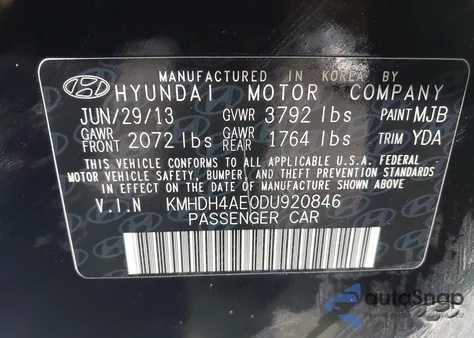 MANUFACTURED IN KOREA BY
HYUNDAI MOTOR COMPANY
JUN/29/13 GVWR 3792 lbs PAINT MJB
GAWR FRONT 2072 lbs GAWR REAR 1764 lbs TRIM YDA
THIS VEHICLE CONFORMS TO ALL APPLICABLE U.S.A. FEDERAL
MOTOR VEHICLE SAFETY, BUMPER, AND THEFT PREVENTION STANDARDS
IN EFFECT ON THE DATE OF MANUFACTURE SHOWN ABOVE.
V.I.N KMHDH4AE0DU920846
PASSENGER CAR
autoSnap